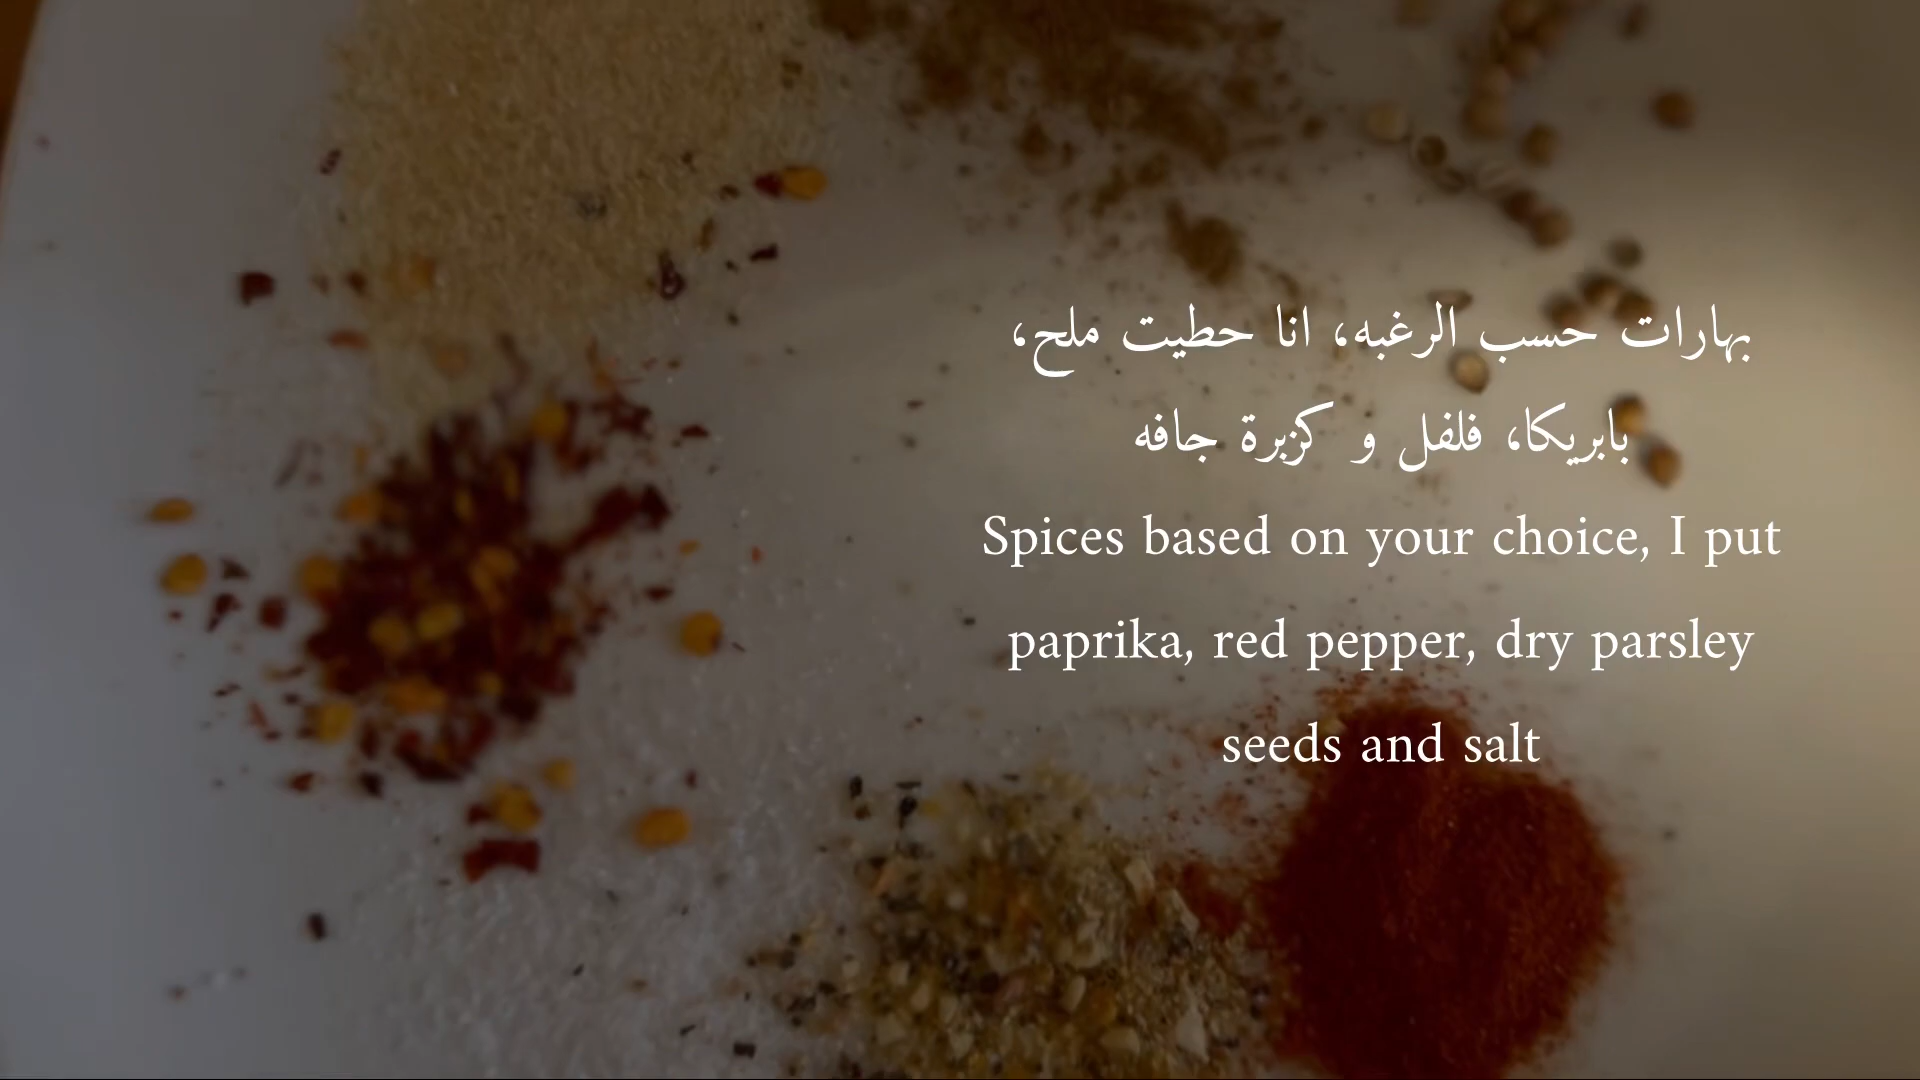 بهارات حسب الرغبه، انا حطيت ملح،
بابريكا، فلفل و كزبرة جافه
Spices based on your choice, I put
paprika, red pepper, dry parsley
seeds and salt